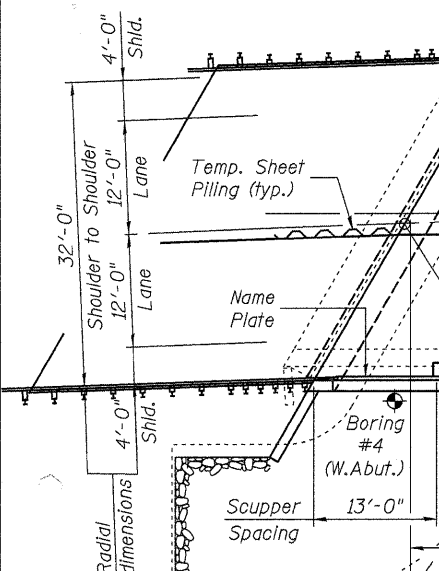 4'-0"
Shld.
32'-0"
Shoulder to Shoulder
12'-0"
Lane
Temp. Sheet
Piling (typ.)
12'-0"
Lane
Name
Plate
4'-0"
Shld.
Boring
#4
(W.Abut.)
Radial
dimensions
Scupper
Spacing
13'-0"